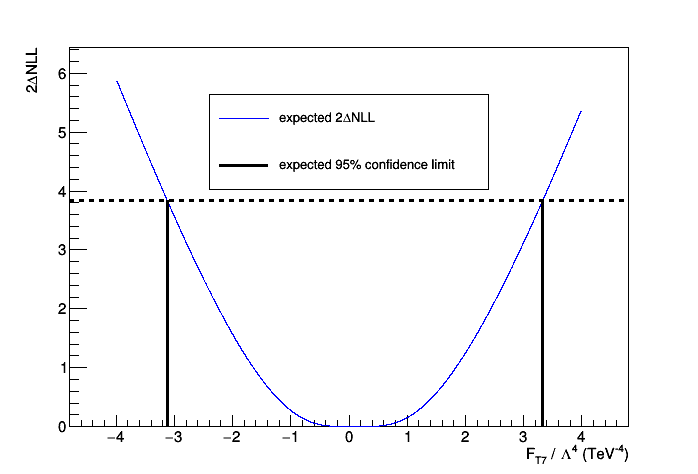 2ΔNLL
6
expected 2ΔNLL
5
expected 95% confidence limit
4
3
2
1
0
−4 −3 −2 −1 0 1 2 3 4
F_T7 / Λ^4 (TeV^-4)